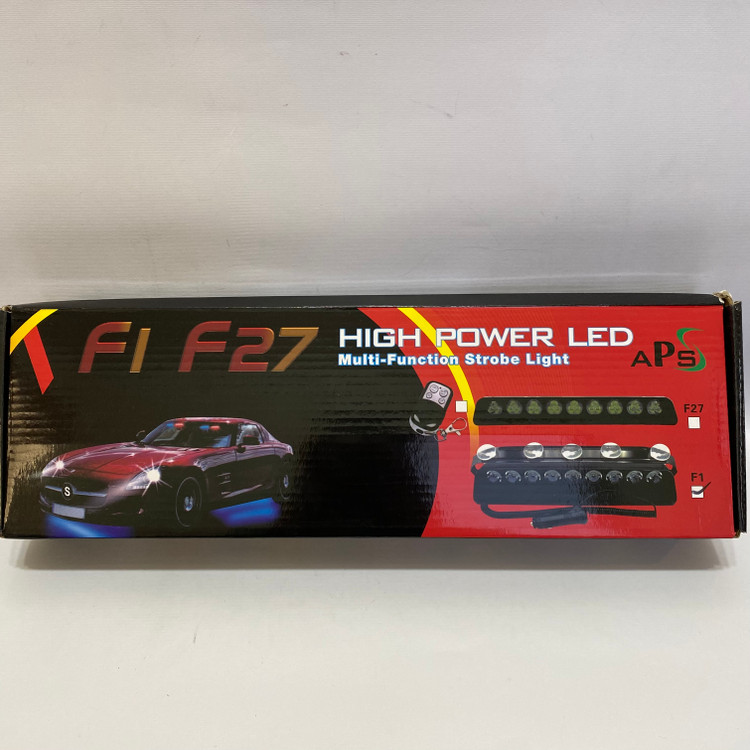 F1 F27
HIGH POWER LED
Multi-Function Strobe Light
APS
F27
F1
S